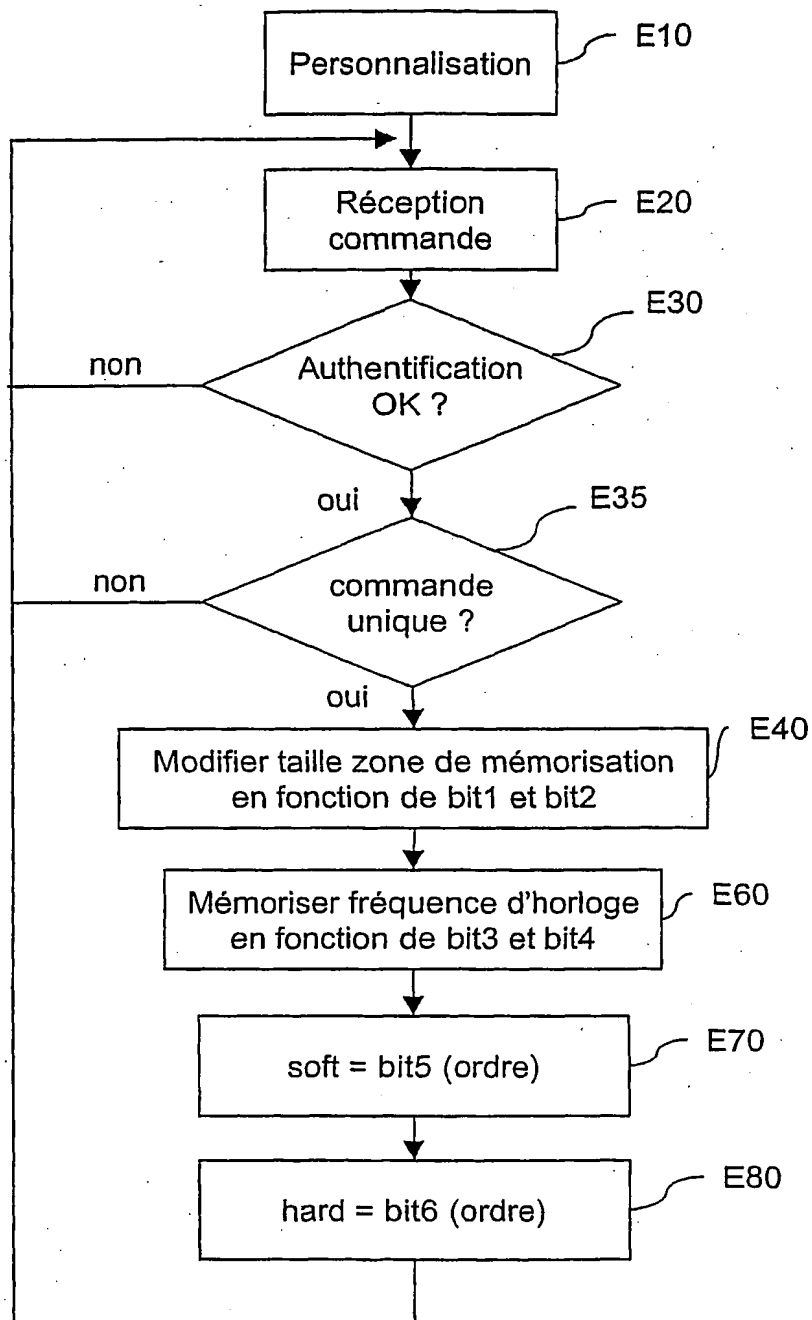 Personnalisation
E10
Réception
commande
E20
E30
non
Authentification
OK ?
oui
E35
non
commande
unique ?
oui
E40
Modifier taille zone de mémorisation
en fonction de bit1 et bit2
Mémoriser fréquence d'horloge
en fonction de bit3 et bit4
E60
soft = bit5 (ordre)
E70
hard = bit6 (ordre)
E80